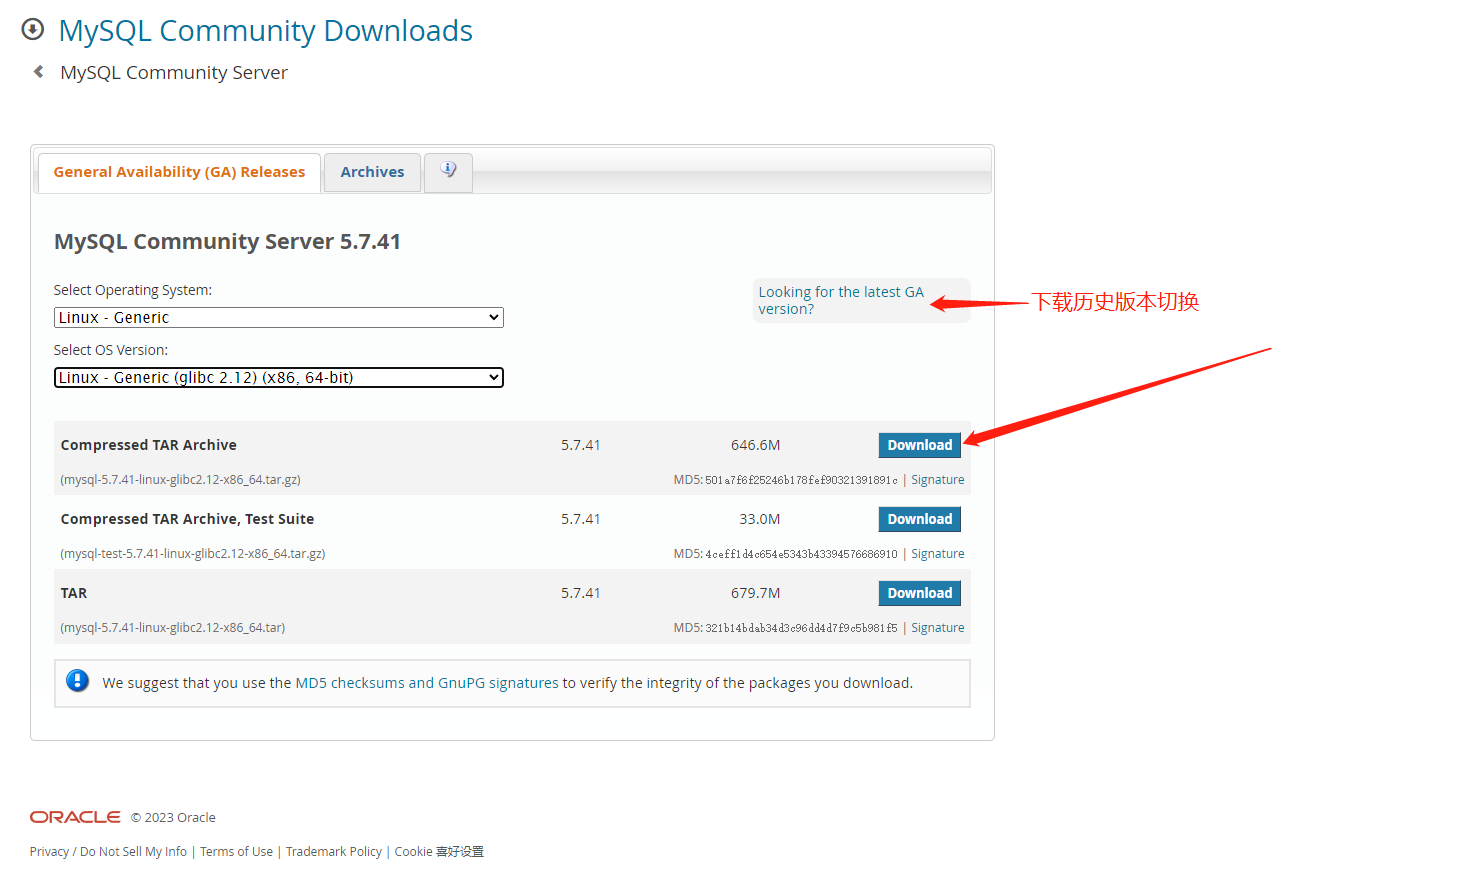 MySQL Community Downloads
MySQL Community Server
General Availability (GA) Releases
Archives
MySQL Community Server 5.7.41
Select Operating System:
Linux - Generic
Looking for the latest GA
version?
下载历史版本切换
Select OS Version:
Linux - Generic (glibc 2.12) (x86, 64-bit)
Compressed TAR Archive 5.7.41 646.6M Download
(mysql-5.7.41-linux-glibc2.12-x86_64.tar.gz) MD5: 501a7f6f25246b178fef90321391891c | Signature
Compressed TAR Archive, Test Suite 5.7.41 33.0M Download
(mysql-test-5.7.41-linux-glibc2.12-x86_64.tar.gz) MD5: 4ceff1d4c654e5343b43394576686910 | Signature
TAR 5.7.41 679.7M Download
(mysql-5.7.41-linux-glibc2.12-x86_64.tar) MD5: 321b14bdab34d3c96dd4d7f9c5b981f5 | Signature
We suggest that you use the MD5 checksums and GnuPG signatures to verify the integrity of the packages you download.
ORACLE © 2023 Oracle
Privacy / Do Not Sell My Info | Terms of Use | Trademark Policy | Cookie 喜好设置